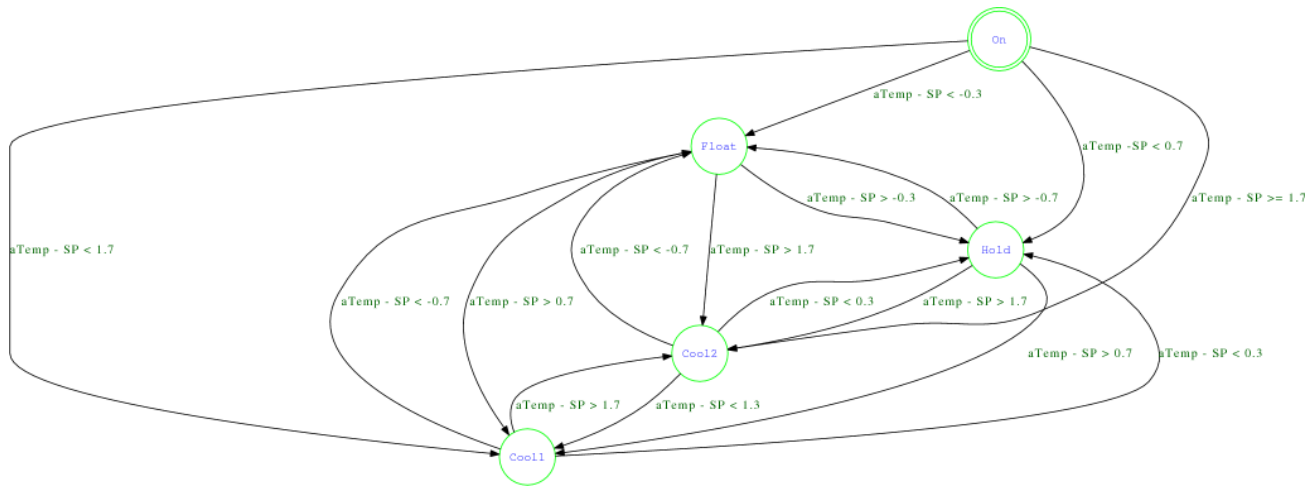 On
aTemp - SP < -0.3
Float
aTemp -SP < 0.7
aTemp - SP > -0.3
aTemp - SP > -0.7
aTemp - SP >= 1.7
aTemp - SP < 1.7
aTemp - SP < -0.7
aTemp - SP > 1.7
Hold
aTemp - SP < -0.7
aTemp - SP > 0.7
aTemp - SP < 0.3
aTemp - SP > 1.7
Cool2
aTemp - SP > 0.7
aTemp - SP < 0.3
aTemp - SP > 1.7
aTemp - SP < 1.3
Cool1